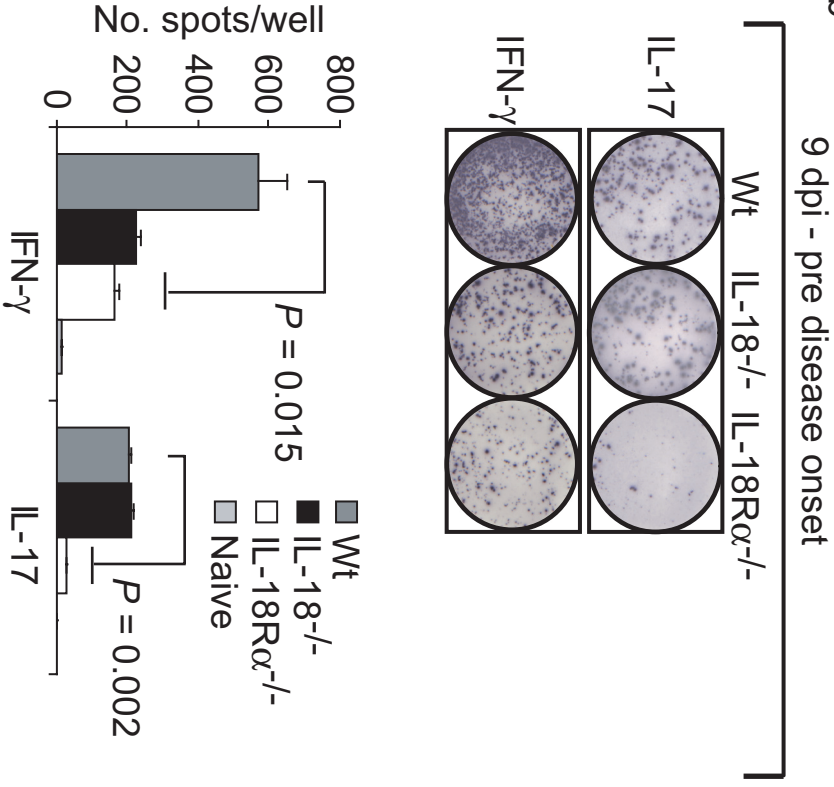 9 dpi - pre disease onset
Wt IL-18-/- IL-18Rα-/-
IL-17
IFN-γ
No. spots/well
800
600
400
200
0
P = 0.015
P = 0.002
Wt
IL-18-/-
IL-18Rα-/-
Naive
IFN-γ IL-17